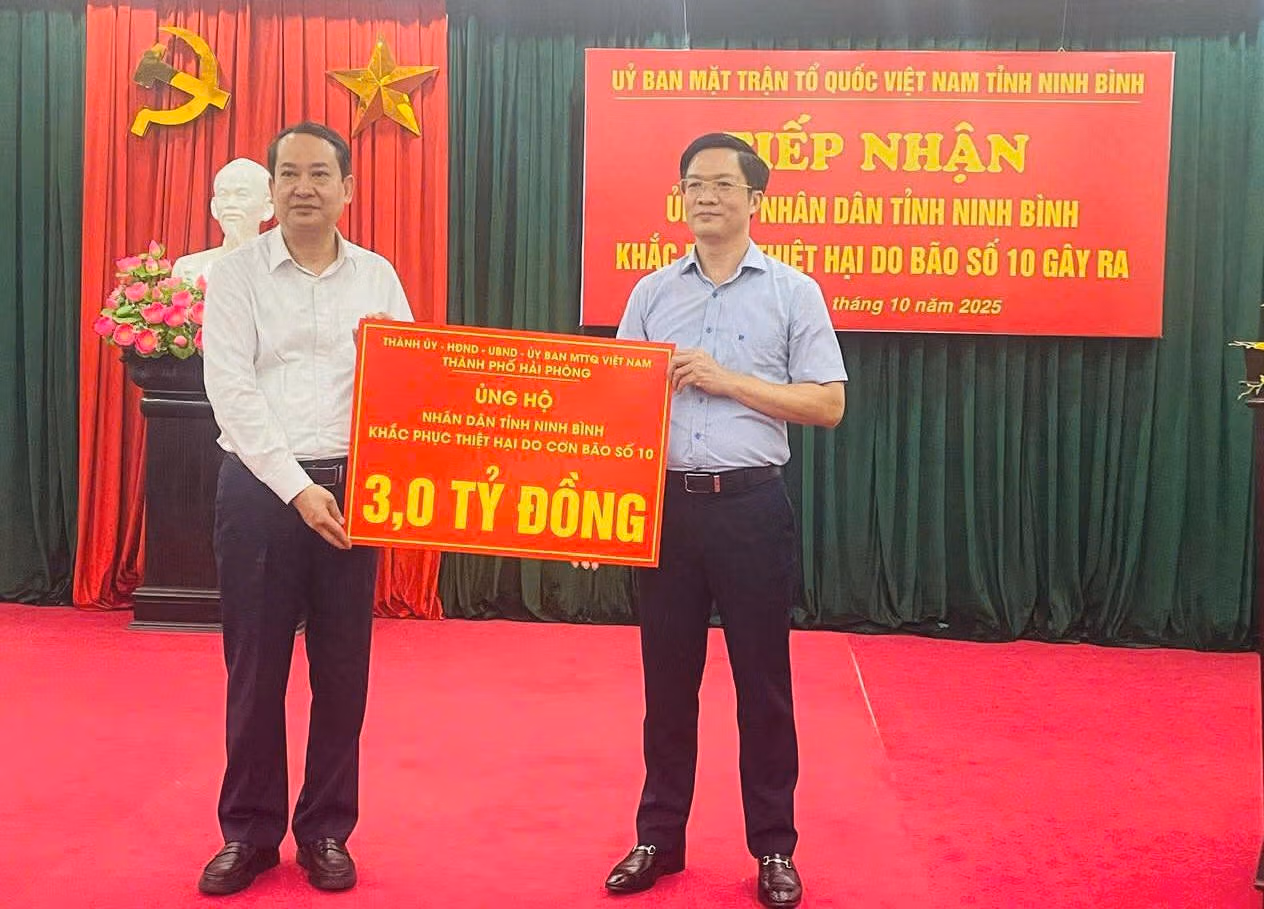 UỶ BAN MẶT TRẬN TỔ QUỐC VIỆT NAM TỈNH NINH BÌNH
TIẾP NHẬN
NHÂN DÂN TỈNH NINH BÌNH
KHẮC THIỆT HẠI DO BÃO SỐ 10 GÂY RA
tháng 10 năm 2025
THÀNH ỦY - HĐND - UBND - ỦY BAN MTTQ VIỆT NAM
THÀNH PHỐ HẢI PHÒNG
ỦNG HỘ
NHÂN DÂN TỈNH NINH BÌNH
KHẮC PHỤC THIỆT HẠI DO CƠN BÃO SỐ 10
3,0 TỶ ĐỒNG